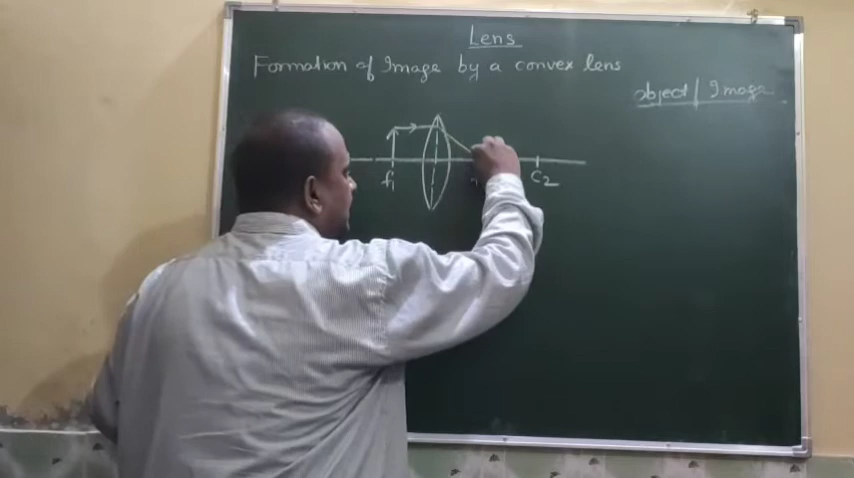 Lens
Formation of Image by a convex lens
object / Image
f1
C2